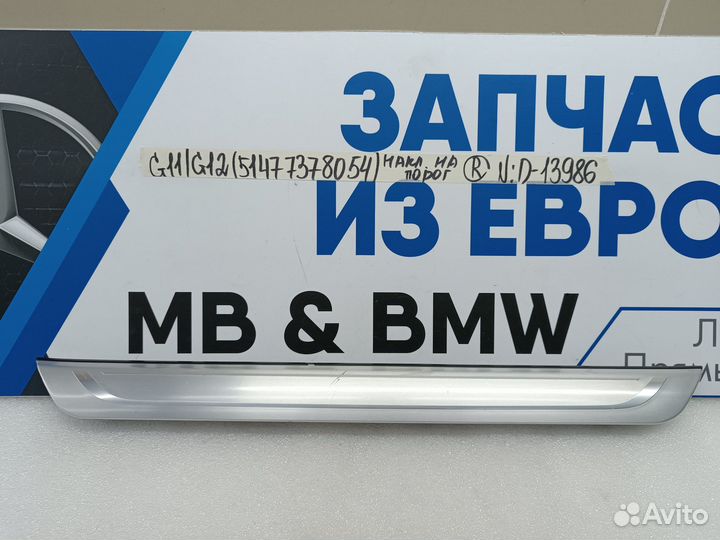 ЗАПЧАС
G11/G12(51477378054) НАКЛ. НА ПОРОГ Ⓡ N:D-13986
ИЗ ЕВРО
MB & BMW
Л
Прямы
Avito